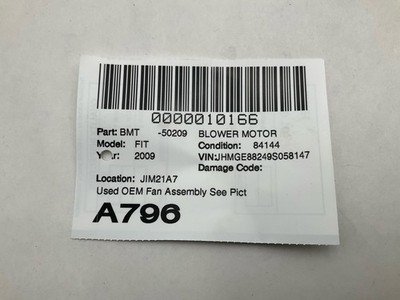 0000010166
Part: BMT -50209 BLOWER MOTOR
Model: FIT Condition: 84144
Year: 2009 VIN:JHMGE88249S058147
Damage Code:
Location: JIM21A7
Used OEM Fan Assembly See Pict
A796